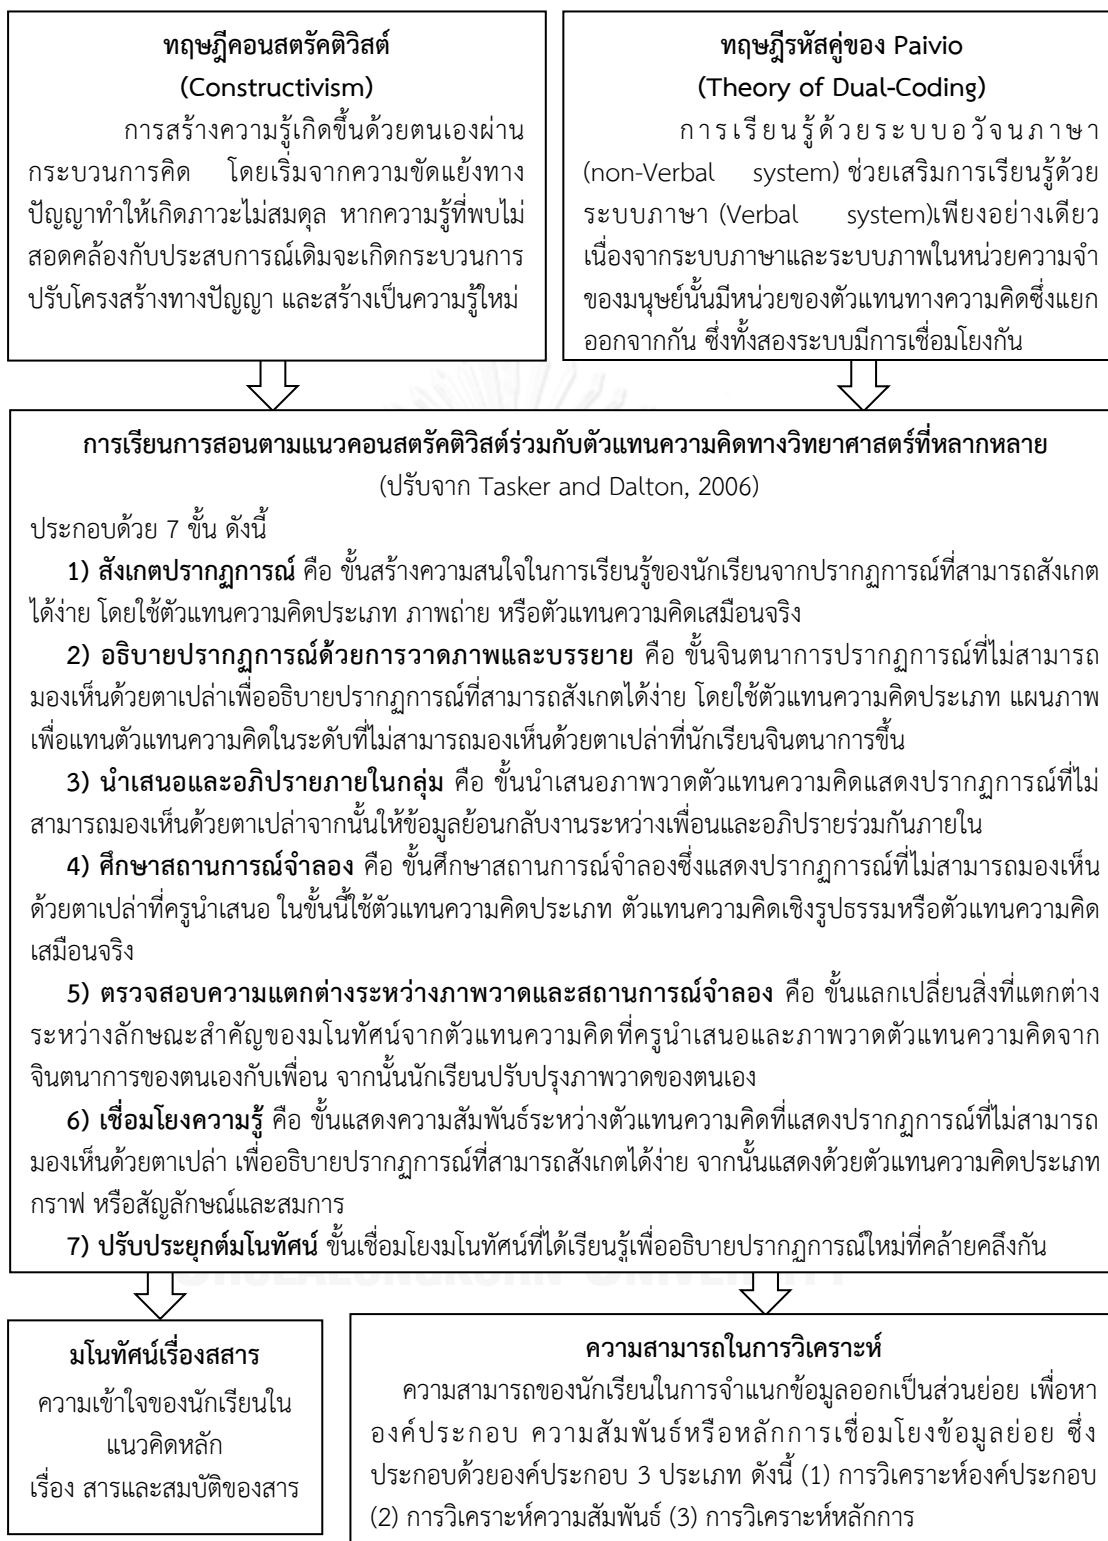 ทฤษฎีคอนสตรัคติวิสต์
(Constructivism)
การสร้างความรู้เกิดขึ้นด้วยตนเองผ่าน
กระบวนการคิด โดยเริ่มจากความขัดแย้งทาง
ปัญญาทำให้เกิดภาวะไม่สมดุล หากความรู้ที่พบไม่
สอดคล้องกับประสบการณ์เดิมจะเกิดกระบวนการ
ปรับโครงสร้างทางปัญญา และสร้างเป็นความรู้ใหม่
ทฤษฎีรหัสคู่ของ Paivio
(Theory of Dual-Coding)
การเรียนรู้ด้วยระบบอวัจนภาษา
(non-Verbal system) ช่วยเสริมการเรียนรู้ด้วย
ระบบภาษา (Verbal system)เพียงอย่างเดียว
เนื่องจากระบบภาษาและระบบภาพในหน่วยความจำ
ของมนุษย์นั้นมีหน่วยของตัวแทนทางความคิดซึ่งแยก
ออกจากกัน ซึ่งทั้งสองระบบมีการเชื่อมโยงกัน
การเรียนการสอนตามแนวคอนสตรัคติวิสต์ร่วมกับตัวแทนความคิดทางวิทยาศาสตร์ที่หลากหลาย
(ปรับจาก Tasker and Dalton, 2006)
ประกอบด้วย 7 ขั้น ดังนี้
1) สังเกตปรากฏการณ์ คือ ขั้นสร้างความสนใจในการเรียนรู้ของนักเรียนจากปรากฏการณ์ที่สามารถสังเกต
ได้ง่าย โดยใช้ตัวแทนความคิดประเภท ภาพถ่าย หรือตัวแทนความคิดเสมือนจริง
2) อธิบายปรากฏการณ์ด้วยการวาดภาพและบรรยาย คือ ขั้นจินตนาการปรากฏการณ์ที่ไม่สามารถ
มองเห็นด้วยตาเปล่าเพื่ออธิบายปรากฏการณ์ที่สามารถสังเกตได้ง่าย โดยใช้ตัวแทนความคิดประเภท แผนภาพ
เพื่อแทนตัวแทนความคิดในระดับที่ไม่สามารถมองเห็นด้วยตาเปล่าที่นักเรียนจินตนาการขึ้น
3) นำเสนอและอภิปรายภายในกลุ่ม คือ ขั้นนำเสนอภาพวาดตัวแทนความคิดแสดงปรากฏการณ์ที่ไม่
สามารถมองเห็นด้วยตาเปล่าจากนั้นให้ข้อมูลย้อนกลับงานระหว่างเพื่อนและอภิปรายร่วมกันภายใน
4) ศึกษาสถานการณ์จำลอง คือ ขั้นศึกษาสถานการณ์จำลองซึ่งแสดงปรากฏการณ์ที่ไม่สามารถมองเห็น
ด้วยตาเปล่าที่ครูนำเสนอ ในขั้นนี้ใช้ตัวแทนความคิดประเภท ตัวแทนความคิดเชิงรูปธรรมหรือตัวแทนความคิด
เสมือนจริง
5) ตรวจสอบความแตกต่างระหว่างภาพวาดและสถานการณ์จำลอง คือ ขั้นแลกเปลี่ยนสิ่งที่แตกต่าง
ระหว่างลักษณะสำคัญของมโนทัศน์จากตัวแทนความคิดที่ครูนำเสนอและภาพวาดตัวแทนความคิดจาก
จินตนาการของตนเองกับเพื่อน จากนั้นนักเรียนปรับปรุงภาพวาดของตนเอง
6) เชื่อมโยงความรู้ คือ ขั้นแสดงความสัมพันธ์ระหว่างตัวแทนความคิดที่แสดงปรากฏการณ์ที่ไม่สามารถ
มองเห็นด้วยตาเปล่า เพื่ออธิบายปรากฏการณ์ที่สามารถสังเกตได้ง่าย จากนั้นแสดงด้วยตัวแทนความคิดประเภท
กราฟ หรือสัญลักษณ์และสมการ
7) ปรับประยุกต์มโนทัศน์ ขั้นเชื่อมโยงมโนทัศน์ที่ได้เรียนรู้เพื่ออธิบายปรากฏการณ์ใหม่ที่คล้ายคลึงกัน
CHULALONGKORN UNIVERSITY
มโนทัศน์เรื่องสสาร
ความเข้าใจของนักเรียนใน
แนวคิดหลัก
เรื่อง สารและสมบัติของสาร
ความสามารถในการวิเคราะห์
ความสามารถของนักเรียนในการจำแนกข้อมูลออกเป็นส่วนย่อย เพื่อหา
องค์ประกอบ ความสัมพันธ์หรือหลักการเชื่อมโยงข้อมูลย่อย ซึ่ง
ประกอบด้วยองค์ประกอบ 3 ประเภท ดังนี้ (1) การวิเคราะห์องค์ประกอบ
(2) การวิเคราะห์ความสัมพันธ์ (3) การวิเคราะห์หลักการ